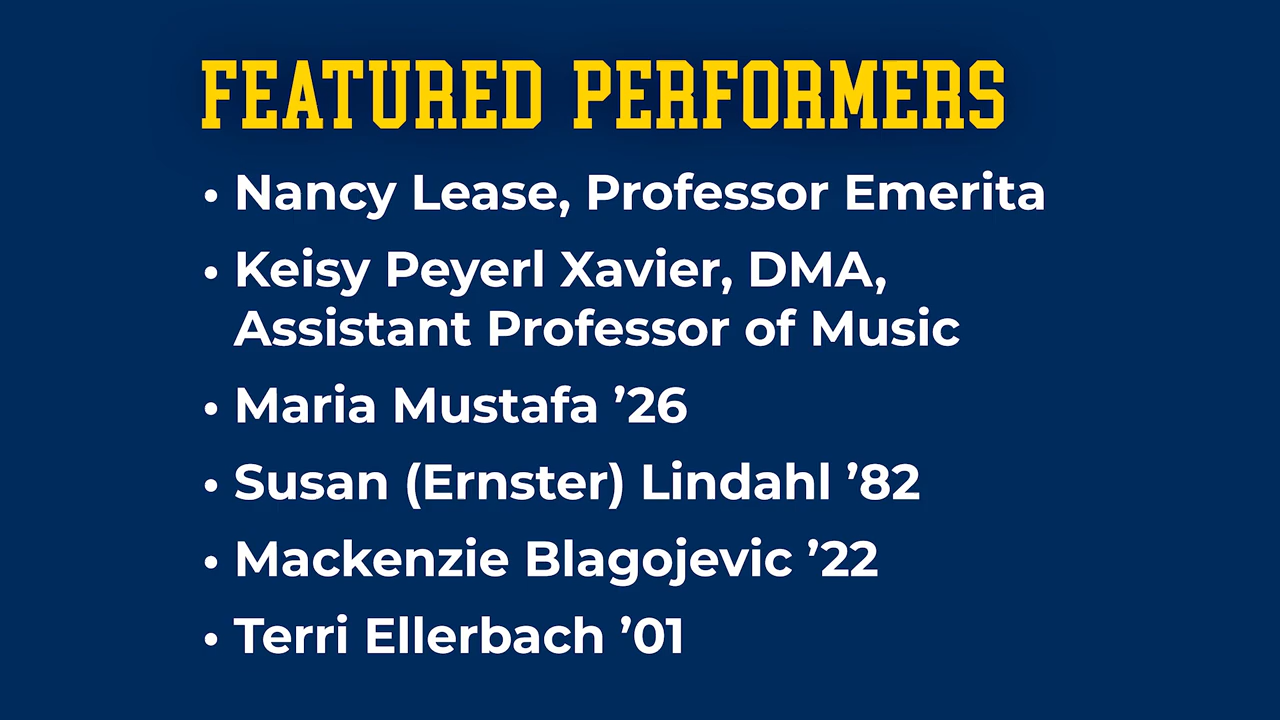 FEATURED PERFORMERS
• Nancy Lease, Professor Emerita
• Keisy Peyerl Xavier, DMA,
Assistant Professor of Music
• Maria Mustafa ’26
• Susan (Ernster) Lindahl ’82
• Mackenzie Blagojevic ’22
• Terri Ellerbach ’01